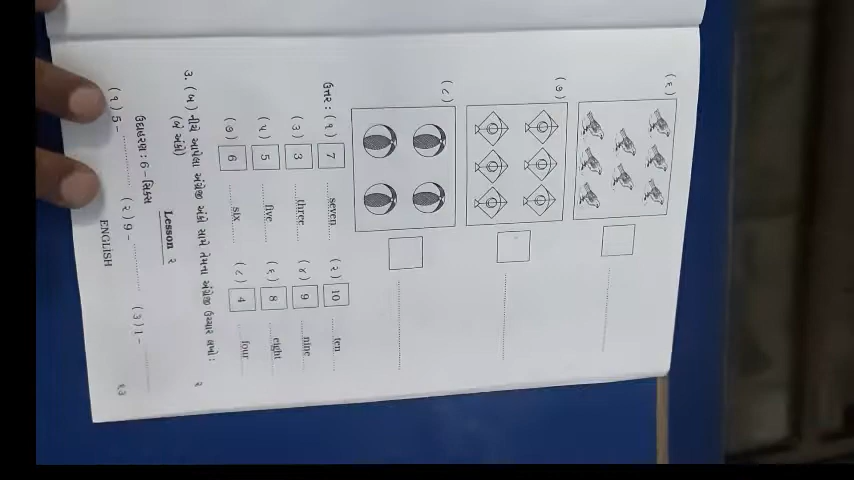 (૬)
(૭)
(૮)
ઉત્તર : (૧) 7 ......seven...... (૨) 10 ......ten......
(૩) 3 ......three...... (૪) 9 ......nine......
(૫) 5 ......five...... (૬) 8 ......eight......
(૭) 6 ......six...... (૮) 4 ......four......
૩. (બ) નીચે આપેલા અંગ્રેજી અંકો સામે તેમના અંગ્રેજી ઉચ્ચાર લખો : ૨
(બે અંકો)
Lesson ૨
ઉદાહરણ : 6 – સિક્સ
(૧) 5 – ............ (૨) 9 – ............ (૩) 1 – ............
ENGLISH ૬૩